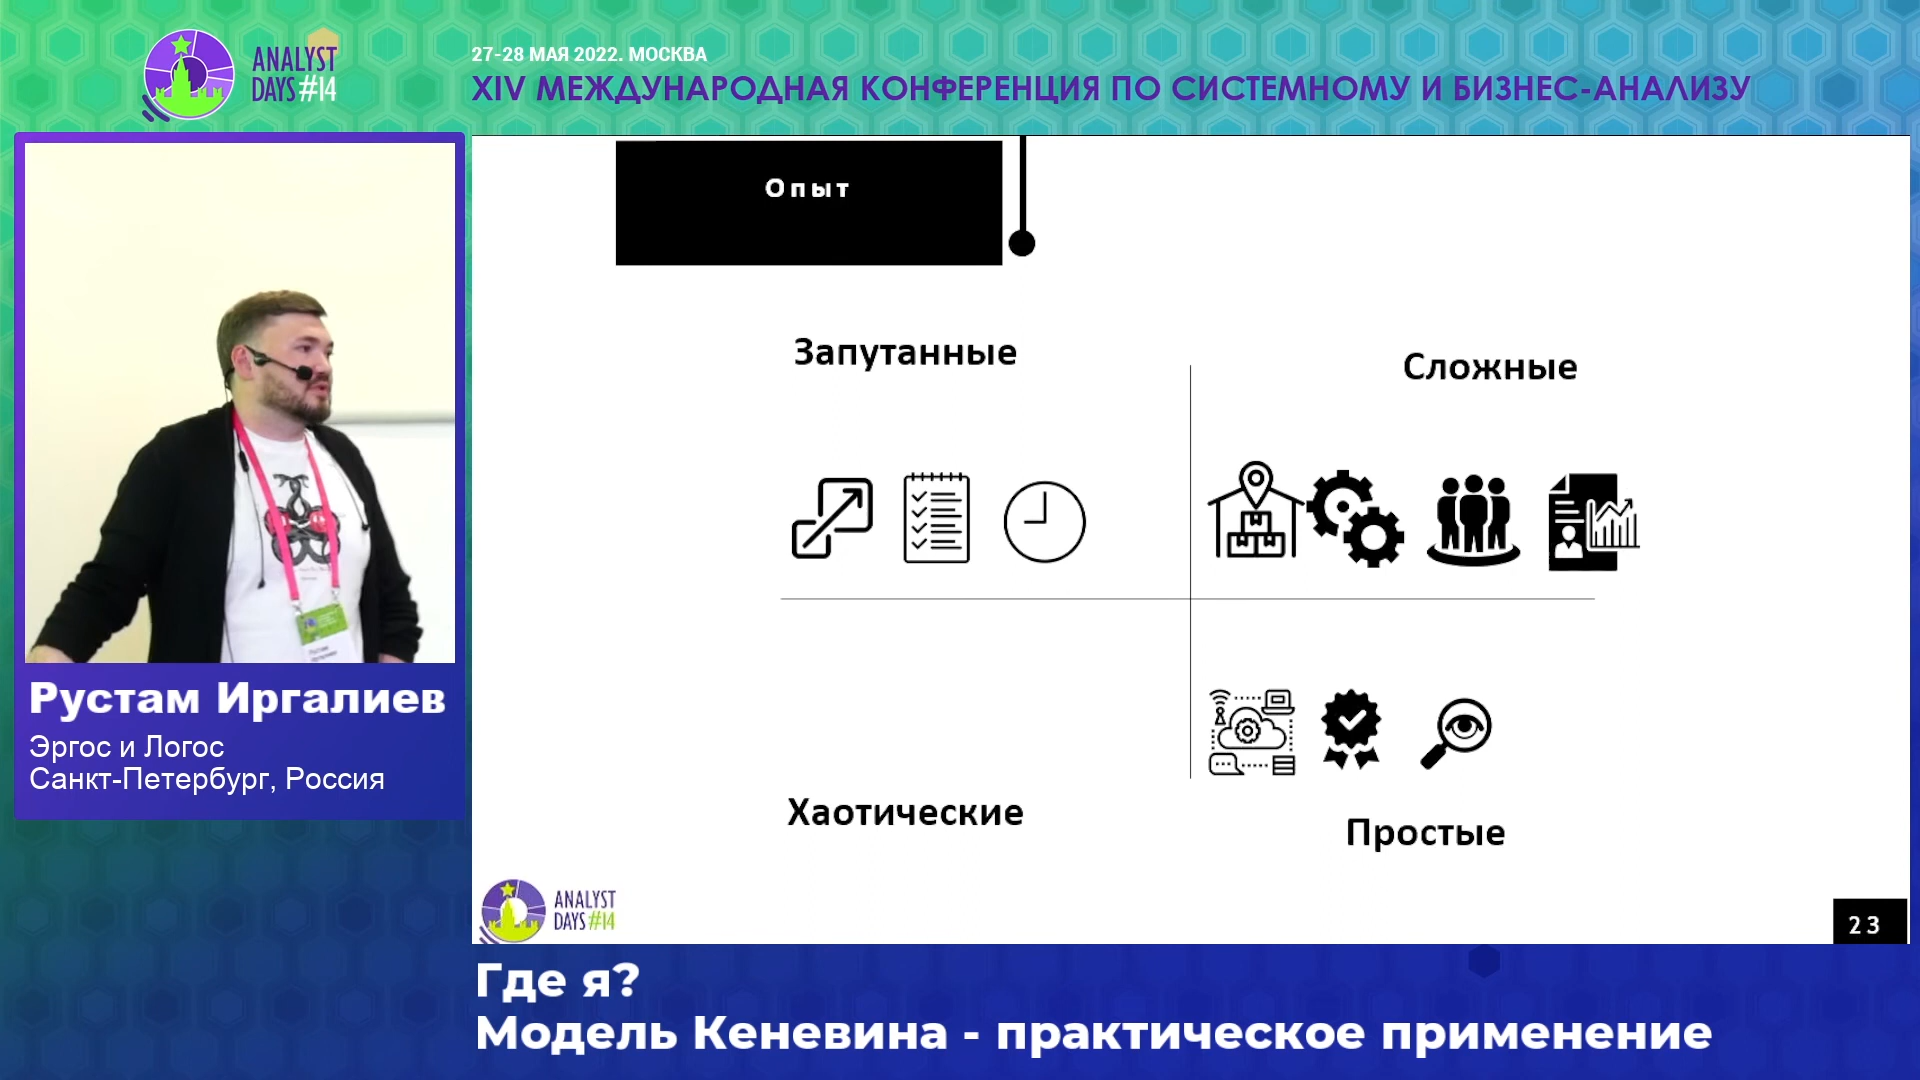 ANALYST
DAYS #14
27-28 МАЯ 2022. МОСКВА
XIV МЕЖДУНАРОДНАЯ КОНФЕРЕНЦИЯ ПО СИСТЕМНОМУ И БИЗНЕС-АНАЛИЗУ
Опыт
Запутанные
Сложные
Хаотические
Простые
ANALYST
DAYS #14
23
Рустам Иргалиев
Эргос и Логос
Санкт-Петербург, Россия
Где я?
Модель Кеневина - практическое применение